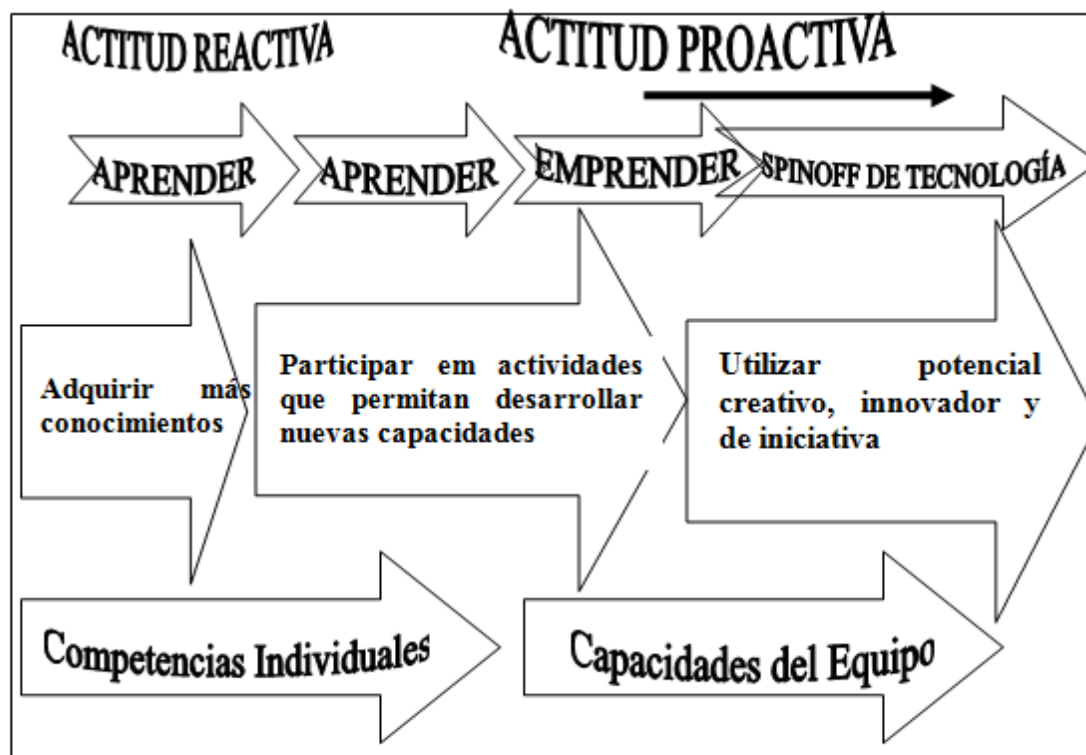 ACTITUD REACTIVA
ACTITUD PROACTIVA
APRENDER
APRENDER
EMPRENDER
SPINOFF DE TECNOLOGÍA
Adquirir más
conocimientos
Participar em actividades
que permitan desarrollar
nuevas capacidades
Utilizar potencial
creativo, innovador y
de iniciativa
Competencias Individuales
Capacidades del Equipo